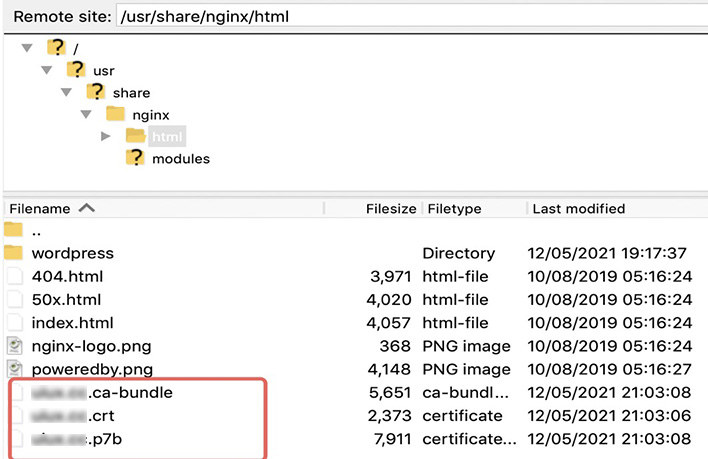 Remote site: /usr/share/nginx/html
/
usr
share
nginx
html
modules
Filename Filesize Filetype Last modified
..
wordpress Directory 12/05/2021 19:17:37
404.html 3,971 html-file 10/08/2019 05:16:24
50x.html 4,020 html-file 10/08/2019 05:16:24
index.html 4,057 html-file 10/08/2019 05:16:24
nginx-logo.png 368 PNG image 10/08/2019 05:16:24
poweredby.png 4,148 PNG image 10/08/2019 05:16:27
.ca-bundle 5,651 ca-bundl... 12/05/2021 21:03:08
.crt 2,373 certificate 12/05/2021 21:03:06
.p7b 7,911 certificate... 12/05/2021 21:03:08